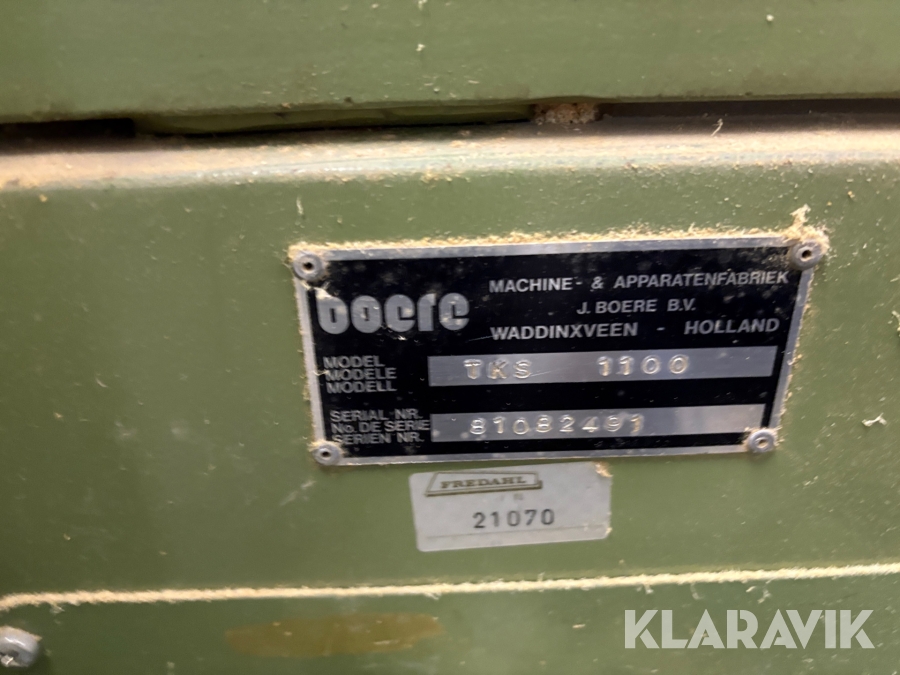 boere
MACHINE - & APPARATENFABRIEK
J. BOERE B.V.
WADDINXVEEN - HOLLAND
MODEL
MODELE
MODELL
TKS 1100
SERIAL NR.
No. DE SERIE
SERIEN NR.
81082491
FREDAHL
21070
KLARAVIK